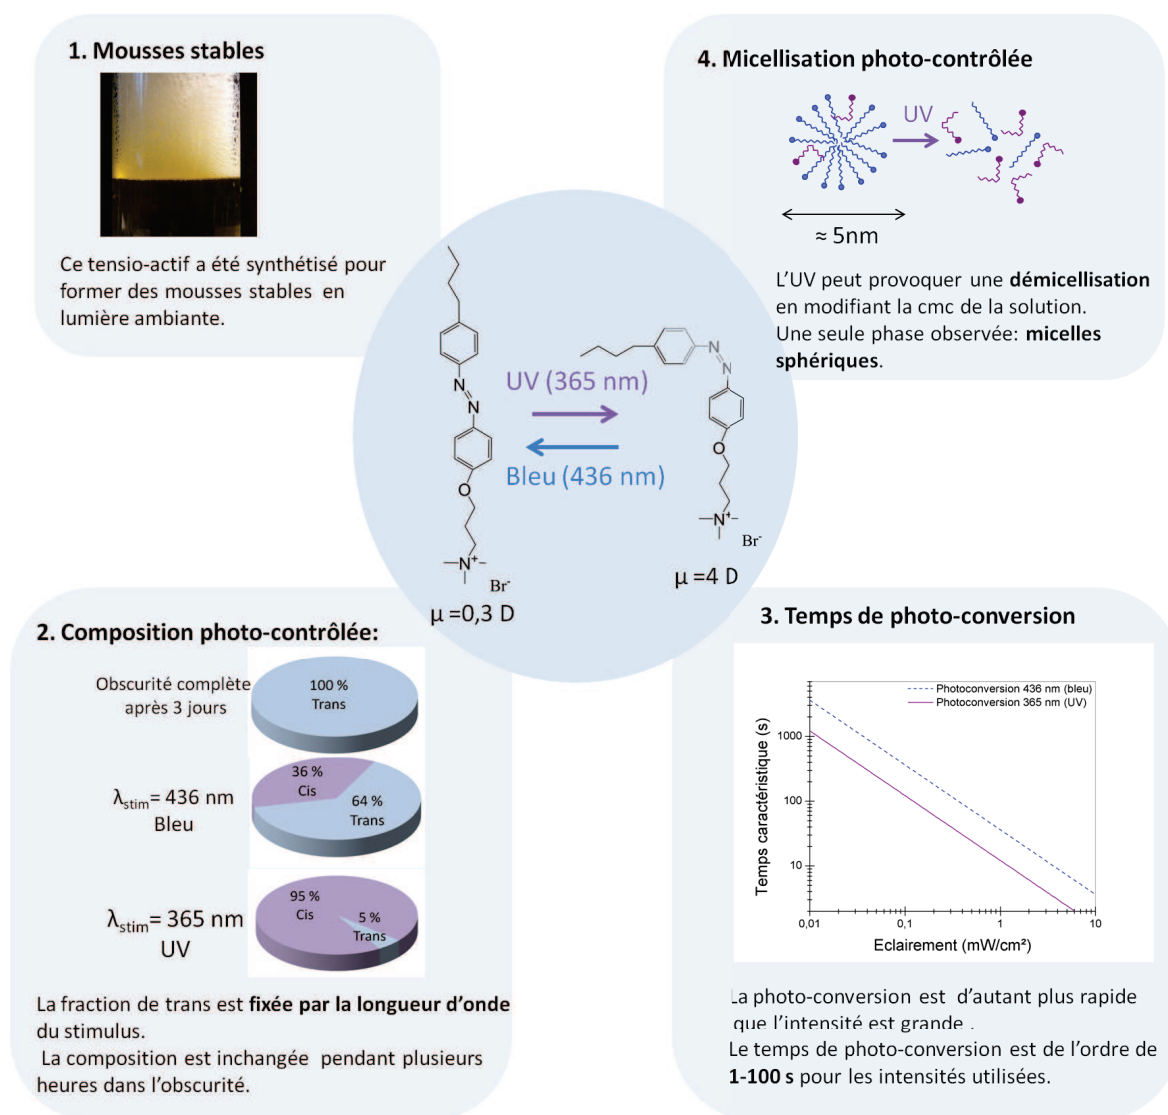 1. Mousses stables
Ce tensio-actif a été synthétisé pour
former des mousses stables en
lumière ambiante.
4. Micellisation photo-contrôlée
UV
≈ 5nm
L'UV peut provoquer une démicellisation
en modifiant la cmc de la solution.
Une seule phase observée: micelles
sphériques.
N
N
O
N+
Br-
μ =0,3 D
UV (365 nm)
Bleu (436 nm)
N
N
O
N+
Br-
μ =4 D
2. Composition photo-contrôlée:
Obscurité complète
après 3 jours
100 %
Trans
λstim= 436 nm
Bleu
36 %
Cis
64 %
Trans
λstim= 365 nm
UV
95 %
Cis
5 %
Trans
La fraction de trans est fixée par la longueur d'onde
du stimulus.
La composition est inchangée pendant plusieurs
heures dans l'obscurité.
3. Temps de photo-conversion
Photoconversion 436 nm (bleu)
Photoconversion 365 nm (UV)
Temps caractéristique (s)
1000
100
10
0,01
0,1
1
10
Eclairement (mW/cm²)
La photo-conversion est d'autant plus rapide
que l'intensité est grande .
Le temps de photo-conversion est de l'ordre de
1-100 s pour les intensités utilisées.